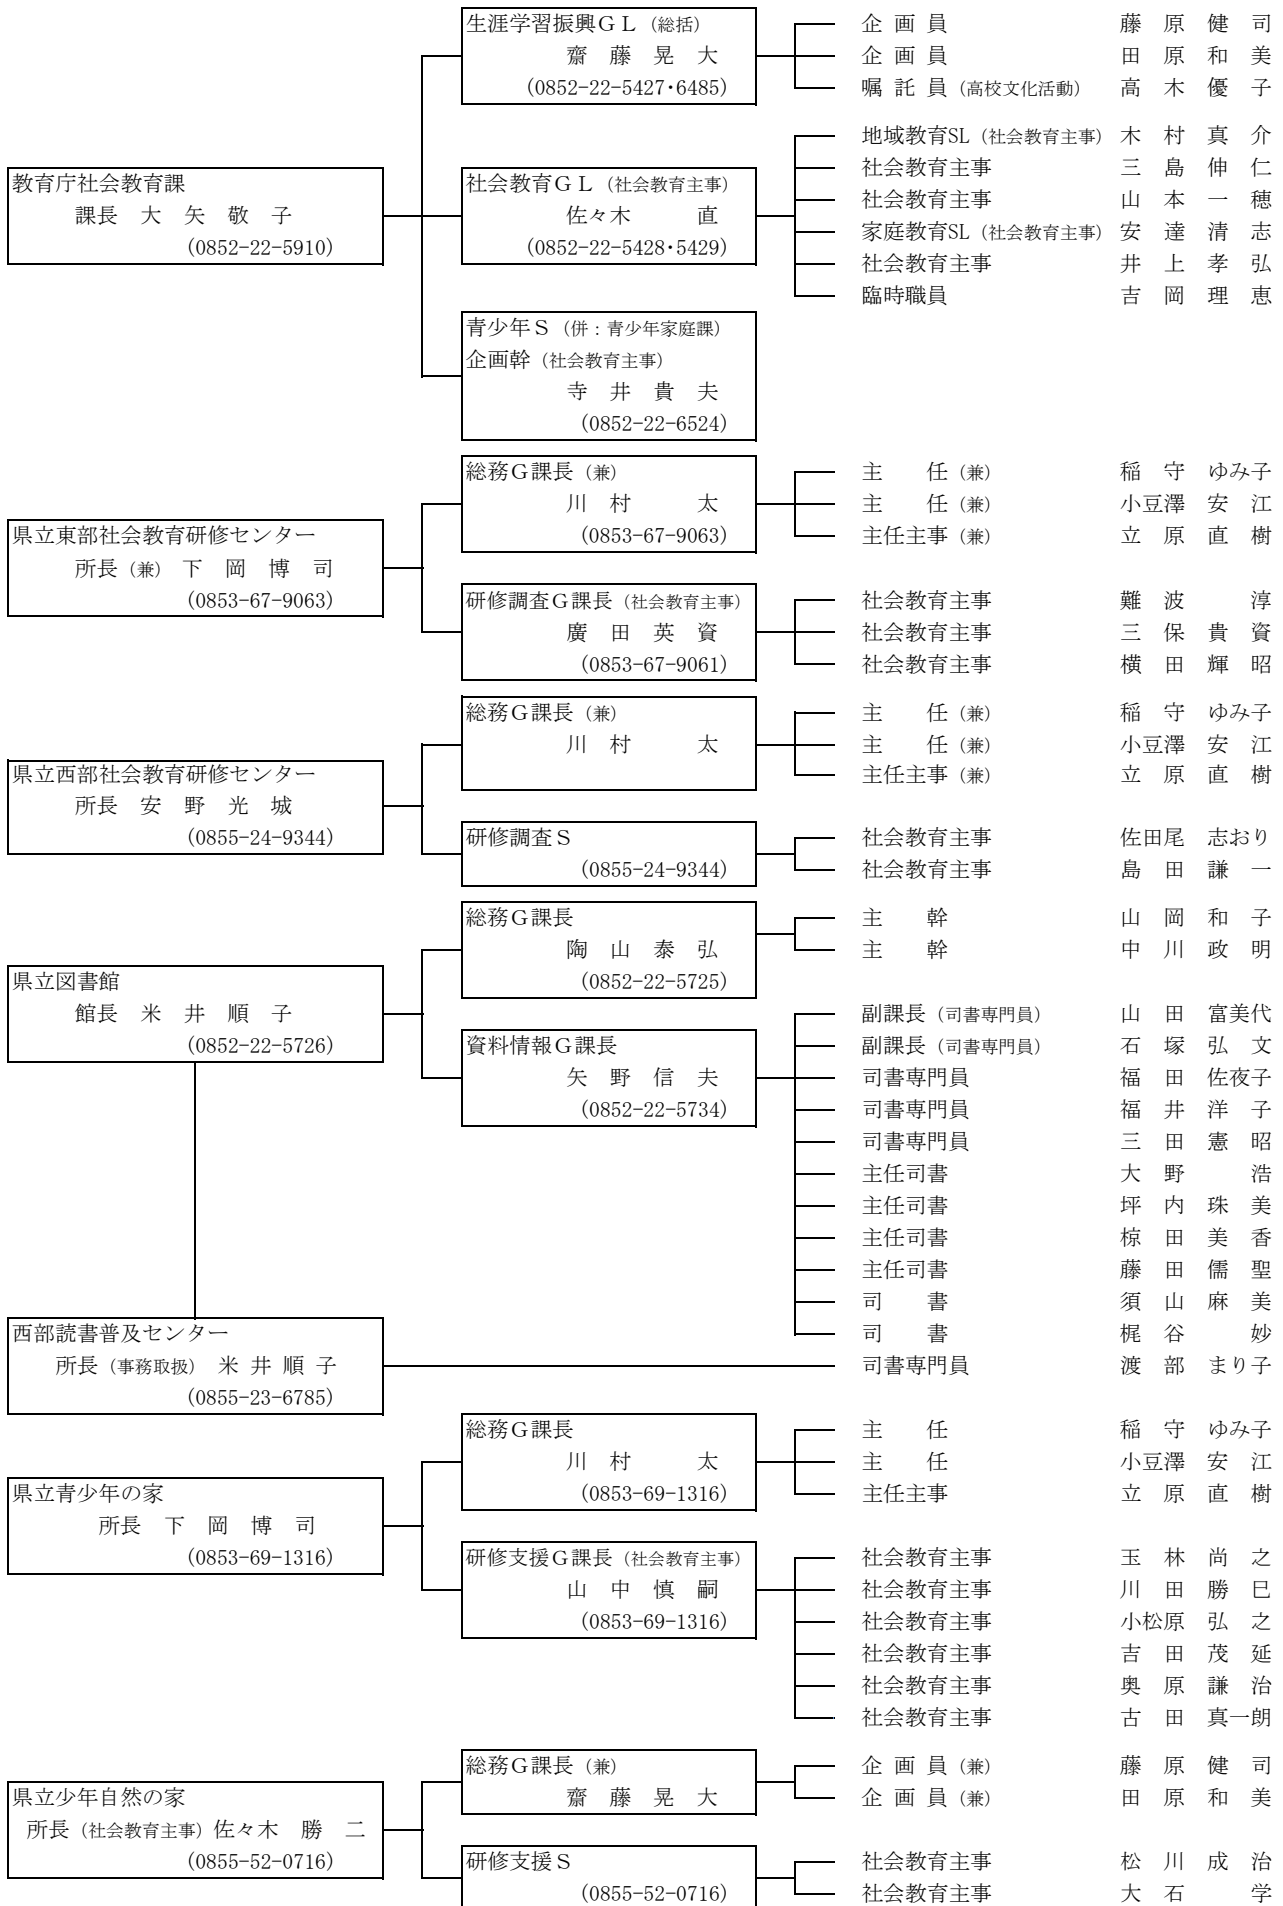 生涯学習振興ＧＬ（総括）
齋藤晃大
(0852-22-5427・6485)
企画員 藤原健司
企画員 田原和美
嘱託員（高校文化活動） 高木優子
教育庁社会教育課
課長 大矢敬子
(0852-22-5910)
社会教育ＧＬ（社会教育主事）
佐々木 直
(0852-22-5428・5429)
地域教育SL（社会教育主事） 木村真介
社会教育主事 三島伸仁
社会教育主事 山本一穂
家庭教育SL（社会教育主事） 安達清志
社会教育主事 井上孝弘
臨時職員 吉岡理恵
青少年Ｓ（併：青少年家庭課）
企画幹（社会教育主事）
寺井貴夫
(0852-22-6524)
県立東部社会教育研修センター
所長（兼） 下岡博司
(0853-67-9063)
総務Ｇ課長（兼）
川村 太
(0853-67-9063)
主任（兼） 稲守 ゆみ子
主任（兼） 小豆澤 安江
主任主事（兼） 立原直樹
研修調査Ｇ課長（社会教育主事）
廣田英資
(0853-67-9061)
社会教育主事 難波 淳
社会教育主事 三保貴資
社会教育主事 横田輝昭
県立西部社会教育研修センター
所長 安野光城
(0855-24-9344)
総務Ｇ課長（兼）
川村 太
主任（兼） 稲守 ゆみ子
主任（兼） 小豆澤 安江
主任主事（兼） 立原直樹
研修調査Ｓ
(0855-24-9344)
社会教育主事 佐田尾 志おり
社会教育主事 島田謙一
県立図書館
館長 米井順子
(0852-22-5726)
総務Ｇ課長
陶山泰弘
(0852-22-5725)
主幹 山岡和子
主幹 中川政明
資料情報Ｇ課長
矢野信夫
(0852-22-5734)
副課長（司書専門員） 山田 富美代
副課長（司書専門員） 石塚弘文
司書専門員 福田 佐夜子
司書専門員 福井洋子
司書専門員 三田憲昭
主任司書 大野 浩
主任司書 坪内珠美
主任司書 椋田美香
主任司書 藤田儒聖
司書 須山麻美
司書 梶谷 妙
西部読書普及センター
所長（事務取扱） 米井順子
(0855-23-6785)
司書専門員 渡部 まり子
県立青少年の家
所長 下岡博司
(0853-69-1316)
総務Ｇ課長
川村 太
(0853-69-1316)
主任 稲守 ゆみ子
主任 小豆澤 安江
主任主事 立原直樹
研修支援Ｇ課長（社会教育主事）
山中慎嗣
(0853-69-1316)
社会教育主事 玉林尚之
社会教育主事 川田勝巳
社会教育主事 小松原 弘之
社会教育主事 吉田茂延
社会教育主事 奥原謙治
社会教育主事 古田 真一朗
県立少年自然の家
所長（社会教育主事） 佐々木 勝二
(0855-52-0716)
総務Ｇ課長（兼）
齋藤晃大
企画員（兼） 藤原健司
企画員（兼） 田原和美
研修支援Ｓ
(0855-52-0716)
社会教育主事 松川成治
社会教育主事 大石 学